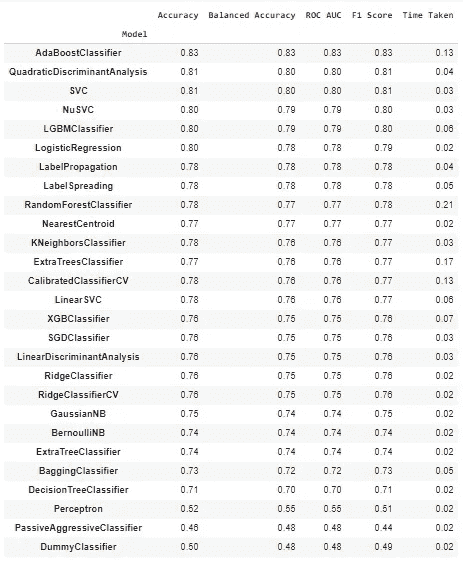 Accuracy Balanced Accuracy ROC AUC F1 Score Time Taken
Model
AdaBoostClassifier 0.83 0.83 0.83 0.83 0.13
QuadraticDiscriminantAnalysis 0.81 0.80 0.80 0.81 0.04
SVC 0.81 0.80 0.80 0.81 0.03
NuSVC 0.80 0.79 0.79 0.80 0.03
LGBMClassifier 0.80 0.79 0.79 0.80 0.06
LogisticRegression 0.80 0.78 0.78 0.79 0.02
LabelPropagation 0.78 0.78 0.78 0.78 0.04
LabelSpreading 0.78 0.78 0.78 0.78 0.05
RandomForestClassifier 0.78 0.77 0.77 0.78 0.21
NearestCentroid 0.77 0.77 0.77 0.77 0.02
KNeighborsClassifier 0.78 0.76 0.76 0.77 0.03
ExtraTreesClassifier 0.77 0.76 0.76 0.77 0.17
CalibratedClassifierCV 0.78 0.76 0.76 0.77 0.13
LinearSVC 0.78 0.76 0.76 0.77 0.06
XGBClassifier 0.76 0.75 0.75 0.76 0.07
SGDClassifier 0.76 0.75 0.75 0.76 0.03
LinearDiscriminantAnalysis 0.76 0.75 0.75 0.76 0.03
RidgeClassifier 0.76 0.75 0.75 0.76 0.02
RidgeClassifierCV 0.76 0.75 0.75 0.76 0.02
GaussianNB 0.75 0.74 0.74 0.75 0.02
BernoulliNB 0.74 0.74 0.74 0.74 0.02
ExtraTreeClassifier 0.74 0.74 0.74 0.74 0.02
BaggingClassifier 0.73 0.72 0.72 0.73 0.05
DecisionTreeClassifier 0.71 0.70 0.70 0.71 0.02
Perceptron 0.52 0.55 0.55 0.51 0.02
PassiveAggressiveClassifier 0.46 0.48 0.48 0.44 0.02
DummyClassifier 0.50 0.48 0.48 0.49 0.02